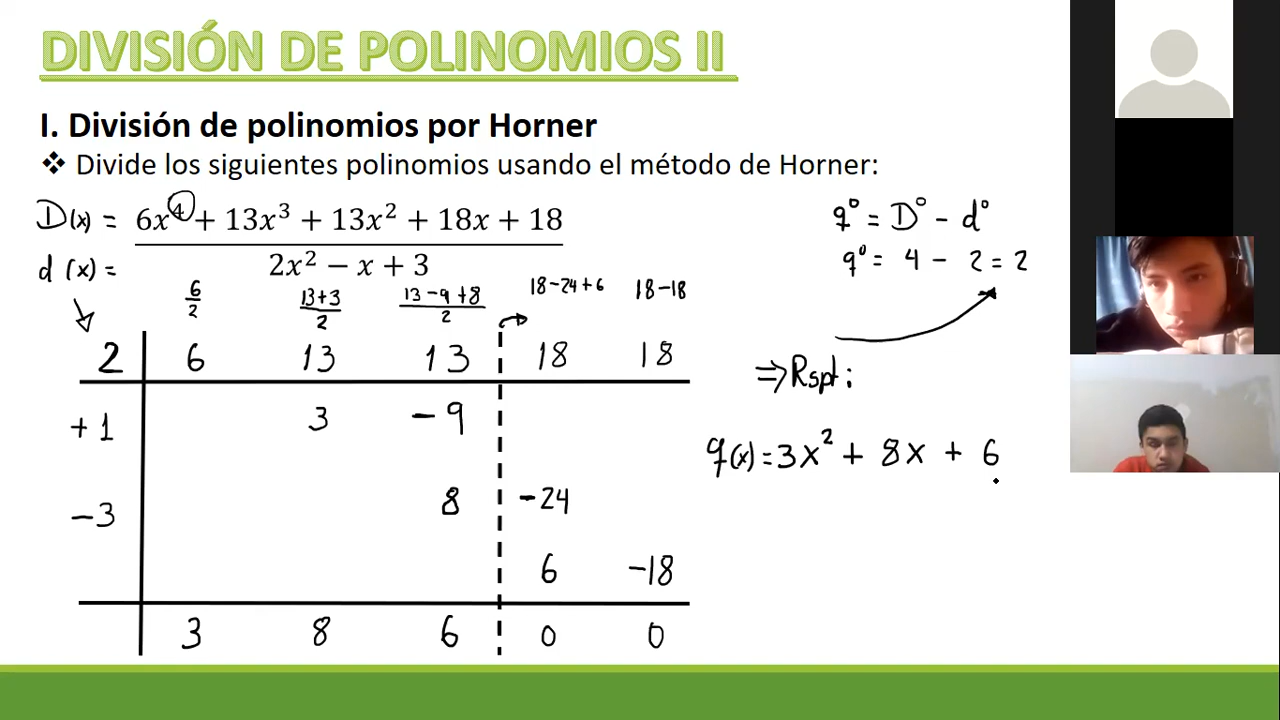 DIVISIÓN DE POLINOMIOS II
I. División de polinomios por Horner
❖ Divide los siguientes polinomios usando el método de Horner:
D(x) = 6x⁴ + 13x³ + 13x² + 18x + 18
d(x) = 2x² − x + 3
q° = D° − d°
q° = 4 − 2 = 2
6/2 (13+3)/2 (13−9+8)/2 18−24+6 18−18
2 6 13 13 18 18
+1 3 −9
−3 8 −24
6 −18
3 8 6 0 0
⇒ Rspt:
q(x) = 3x² + 8x + 6